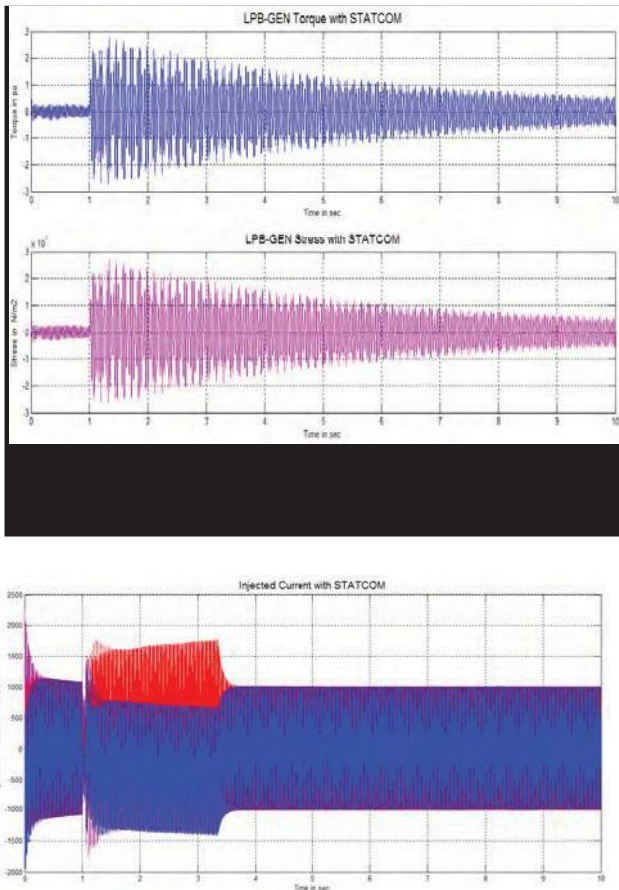 LPB-GEN Torque with STATCOM
3
2
1
0
-1
-2
-3
Torque in pu
0 1 2 3 4 5 6 7 8 9 10
Time in sec
LPB-GEN Stress with STATCOM
3
2
1
0
-1
-2
-3
Stress in N/m2
0 1 2 3 4 5 6 7 8 9 10
Time in sec
Injected Current with STATCOM
2500
2000
1500
1000
500
0
-500
-1000
-1500
-2000
0 1 2 3 4 5 6 7 8 9 10
Time in sec